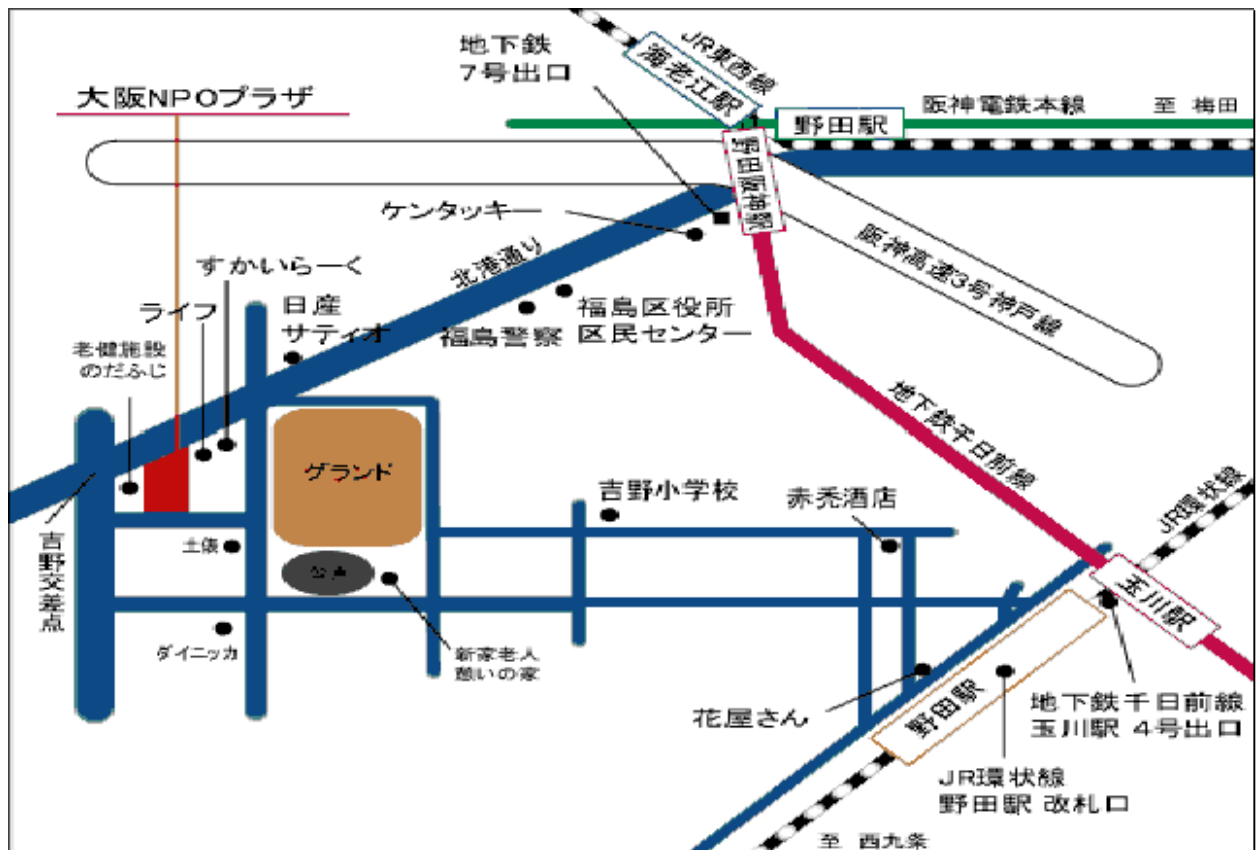 地下鉄
7号出口
JR東西線
海老江駅
大阪NPOプラザ
阪神電鉄本線
至 梅田
野田駅
野田阪神駅
ケンタッキー
北港通り
阪神高速3号神戸線
すかいらーく
ライフ
日産
サティオ
福島警察
福島区役所
区民センター
老健施設
のだふじ
地下鉄千日前線
グランド
吉野小学校
赤禿酒店
JR環状線
吉野交差点
土俵
玉川駅
ダイニッカ
新家老人
憩いの家
花屋さん
野田駅
地下鉄千日前線
玉川駅 4号出口
JR環状線
野田駅 改札口
至 西九条